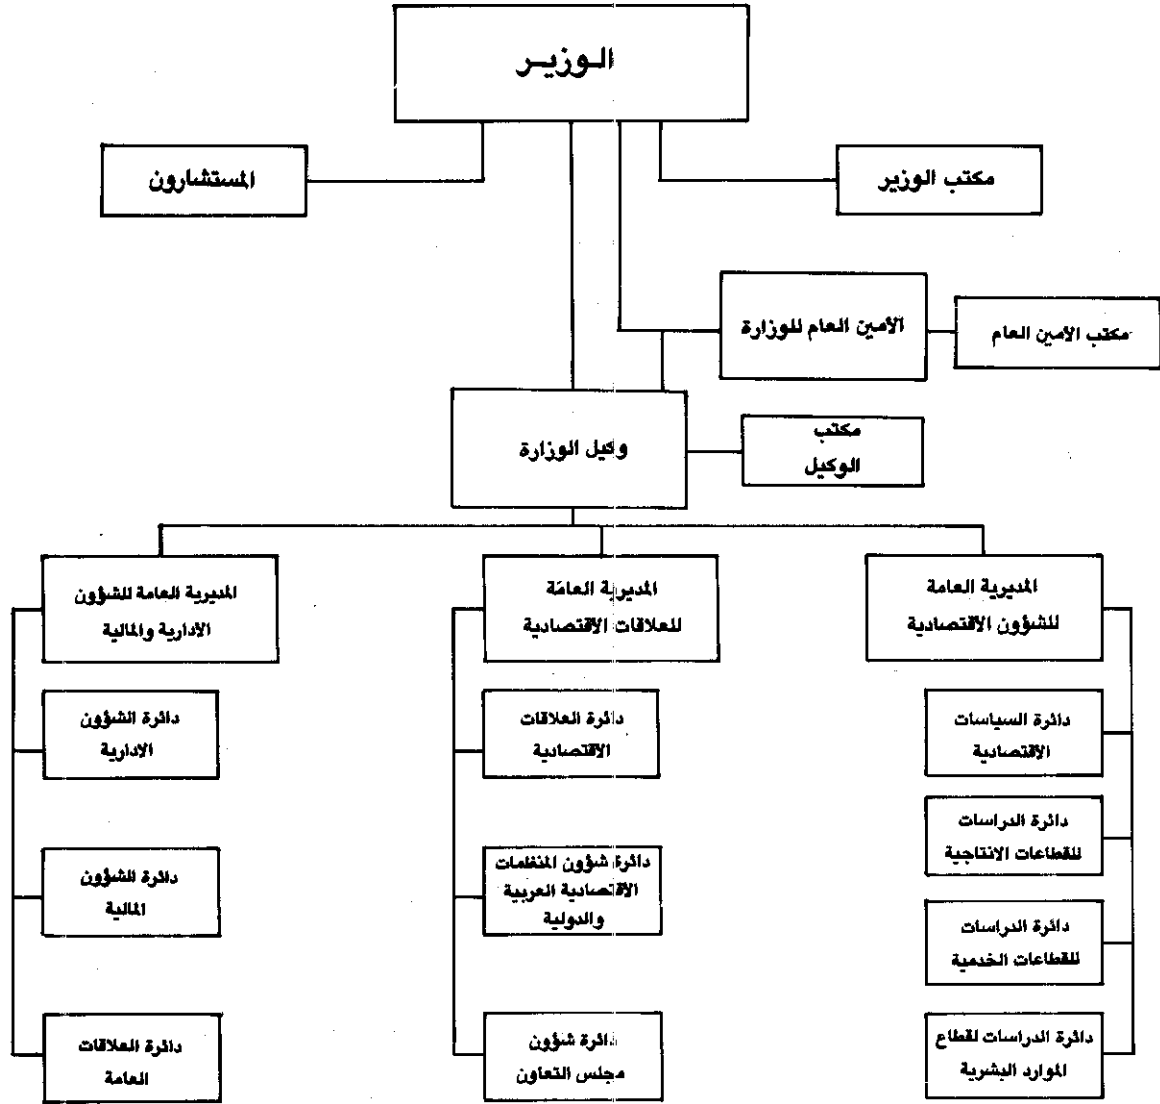 الـوزيـر
مكتب الوزير
المستشارون
الأمين العام للوزارة
مكتب الأمين العام
وكيل الوزارة
مكتب
الوكيل
المديرية العامة
للشؤون الاقتصادية
دائرة السياسات
الاقتصادية
دائرة الدراسات
للقطاعات الانتاجية
دائرة الدراسات
للقطاعات الخدمية
دائرة الدراسات لقطاع
الموارد البشرية
المديرية العامة
للعلاقات الاقتصادية
دائرة العلاقات
الاقتصادية
دائرة شؤون المنظمات
الاقتصادية العربية
والدولية
دائرة شؤون
مجلس التعاون
المديرية العامة للشؤون
الادارية والمالية
دائرة الشؤون
الادارية
دائرة الشؤون
المالية
دائرة العلاقات
العامة